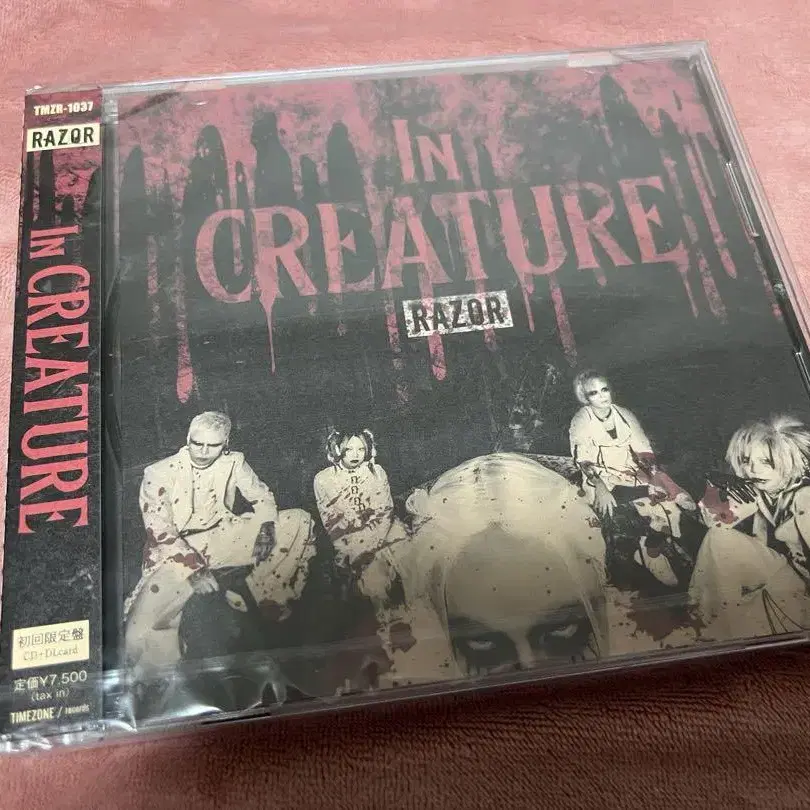 TMZR-1037
RAZOR
IN CREATURE
初回限定盤
CD+DLcard
定価¥7,500
(tax in)
TIMEZONE / records
IN
CREATURE
RAZOR